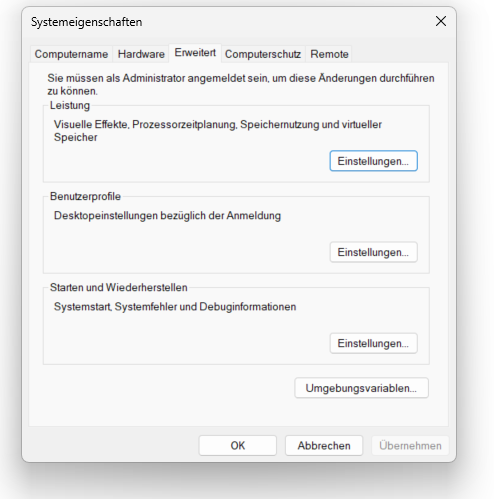 Systemeigenschaften
Computername Hardware Erweitert Computerschutz Remote
Sie müssen als Administrator angemeldet sein, um diese Änderungen durchführen
zu können.
Leistung
Visuelle Effekte, Prozessorzeitplanung, Speichernutzung und virtueller
Speicher
Einstellungen...
Benutzerprofile
Desktopeinstellungen bezüglich der Anmeldung
Einstellungen...
Starten und Wiederherstellen
Systemstart, Systemfehler und Debuginformationen
Einstellungen...
Umgebungsvariablen...
OK Abbrechen Übernehmen